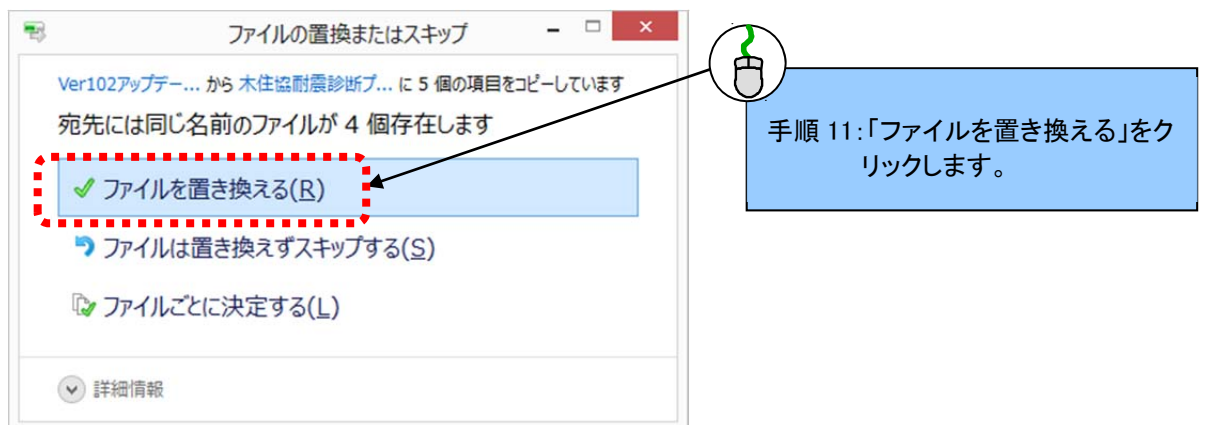 ファイルの置換またはスキップ
Ver102アップデー... から 木住協耐震診断プ... に 5 個の項目をコピーしています
宛先には同じ名前のファイルが 4 個存在します
ファイルを置き換える(R)
ファイルは置き換えずスキップする(S)
ファイルごとに決定する(L)
詳細情報
手順 11:「ファイルを置き換える」をク
リックします。